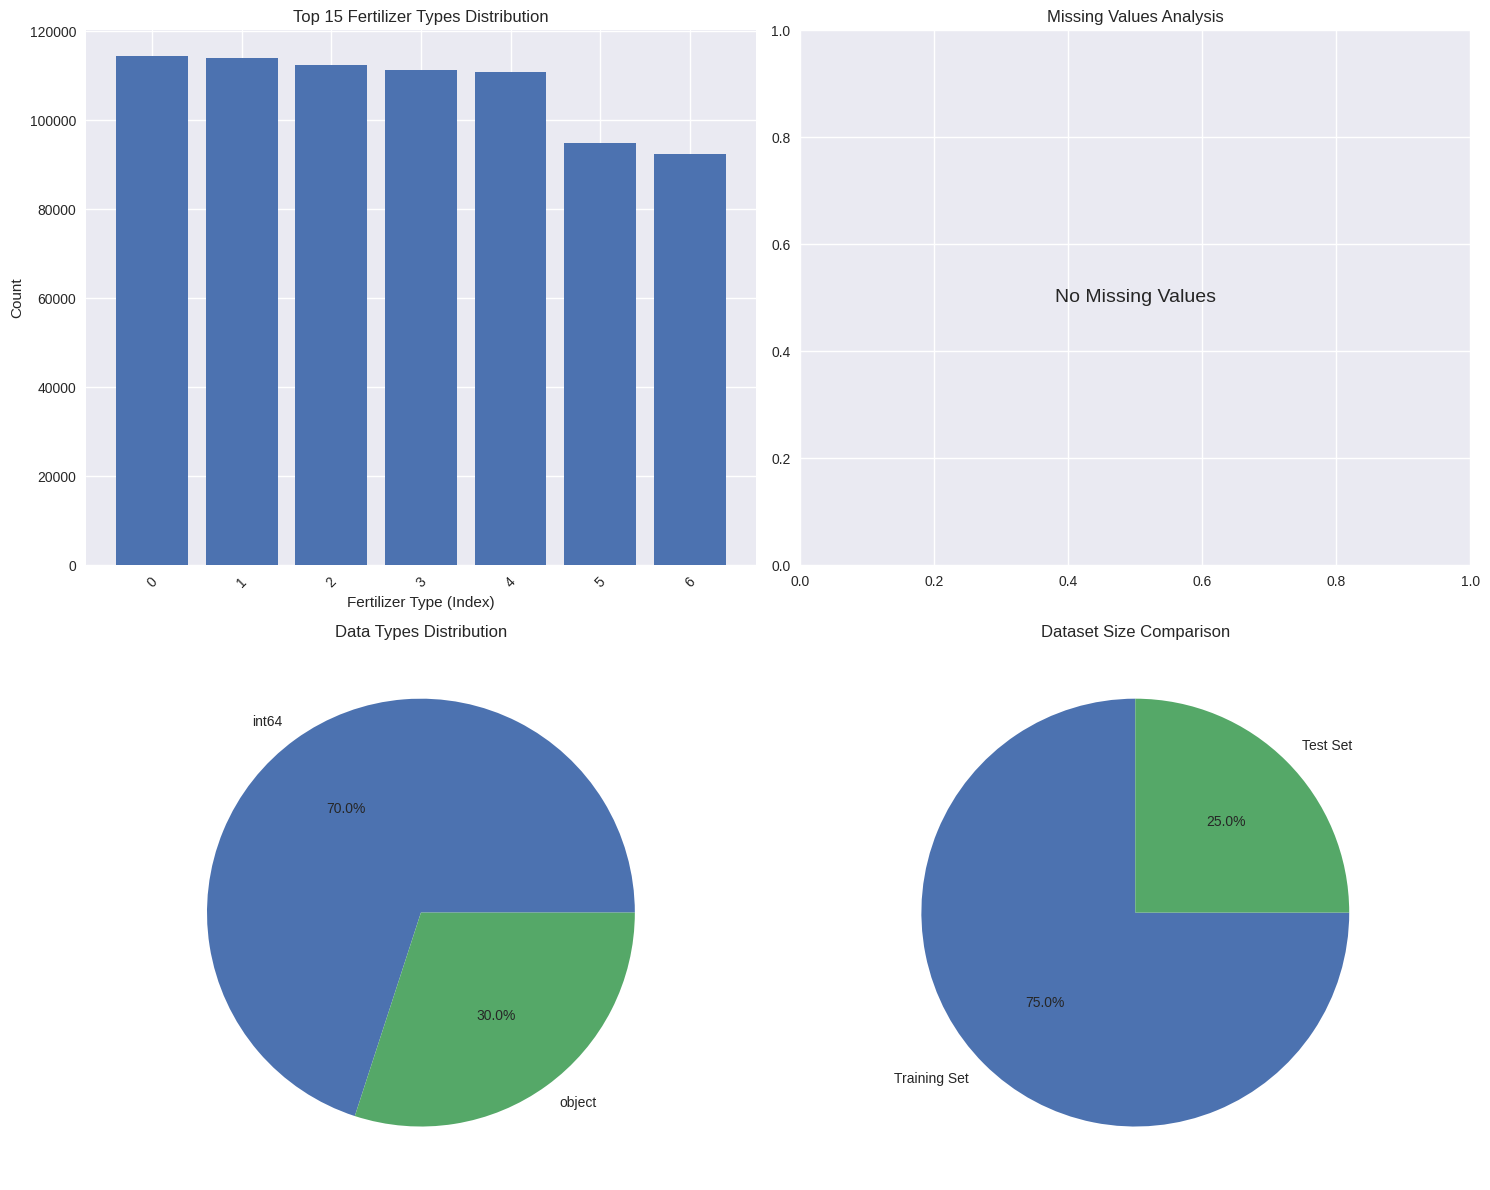 Top 15 Fertilizer Types Distribution
120000
100000
80000
60000
40000
20000
0
Count
0 1 2 3 4 5 6
Fertilizer Type (Index)
Missing Values Analysis
1.0
0.8
0.6
0.4
0.2
0.0
No Missing Values
0.0 0.2 0.4 0.6 0.8 1.0
Data Types Distribution
int64
70.0%
30.0%
object
Dataset Size Comparison
Test Set
25.0%
75.0%
Training Set